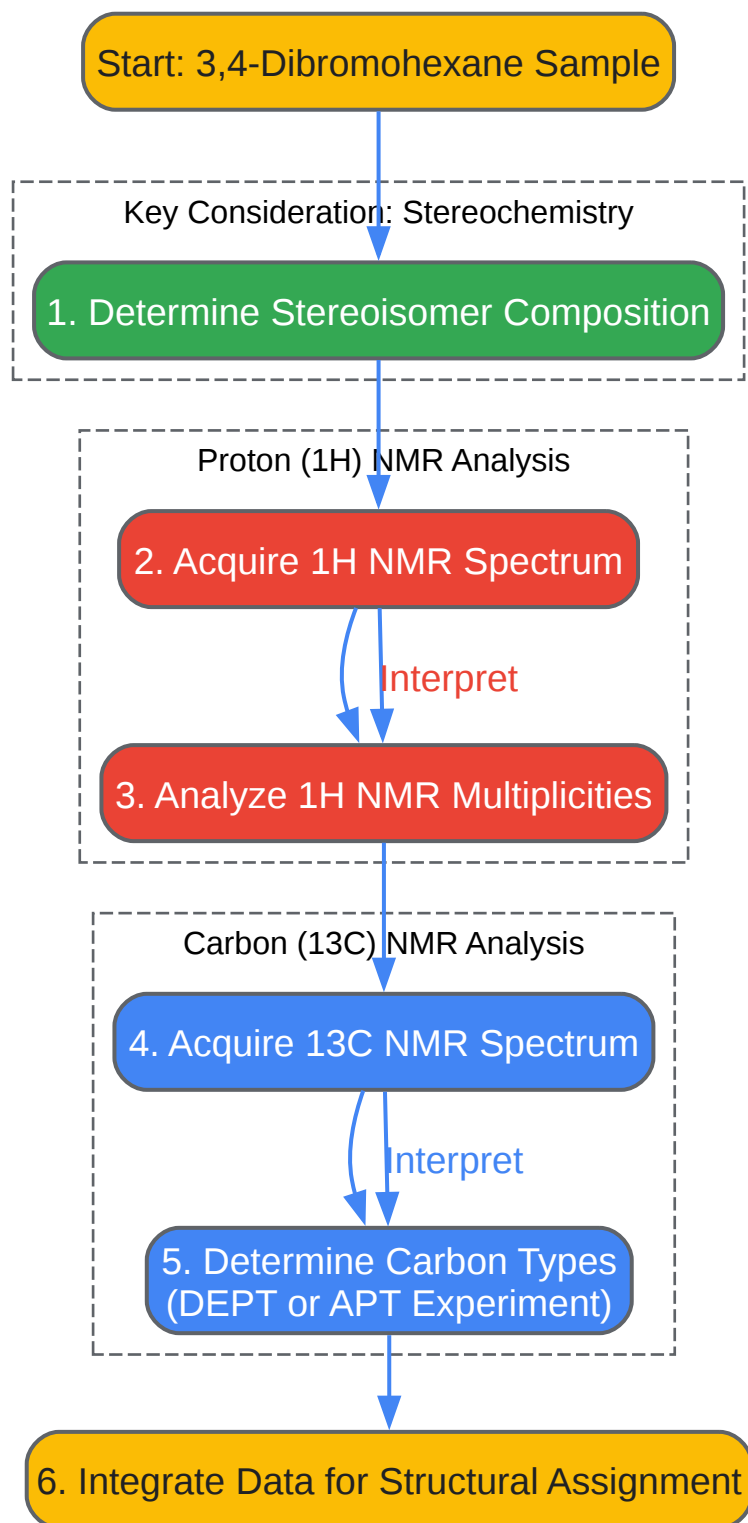 Start: 3,4-Dibromohexane Sample
Key Consideration: Stereochemistry
1. Determine Stereoisomer Composition
Proton (1H) NMR Analysis
2. Acquire 1H NMR Spectrum
Interpret
3. Analyze 1H NMR Multiplicities
Carbon (13C) NMR Analysis
4. Acquire 13C NMR Spectrum
Interpret
5. Determine Carbon Types
(DEPT or APT Experiment)
6. Integrate Data for Structural Assignment